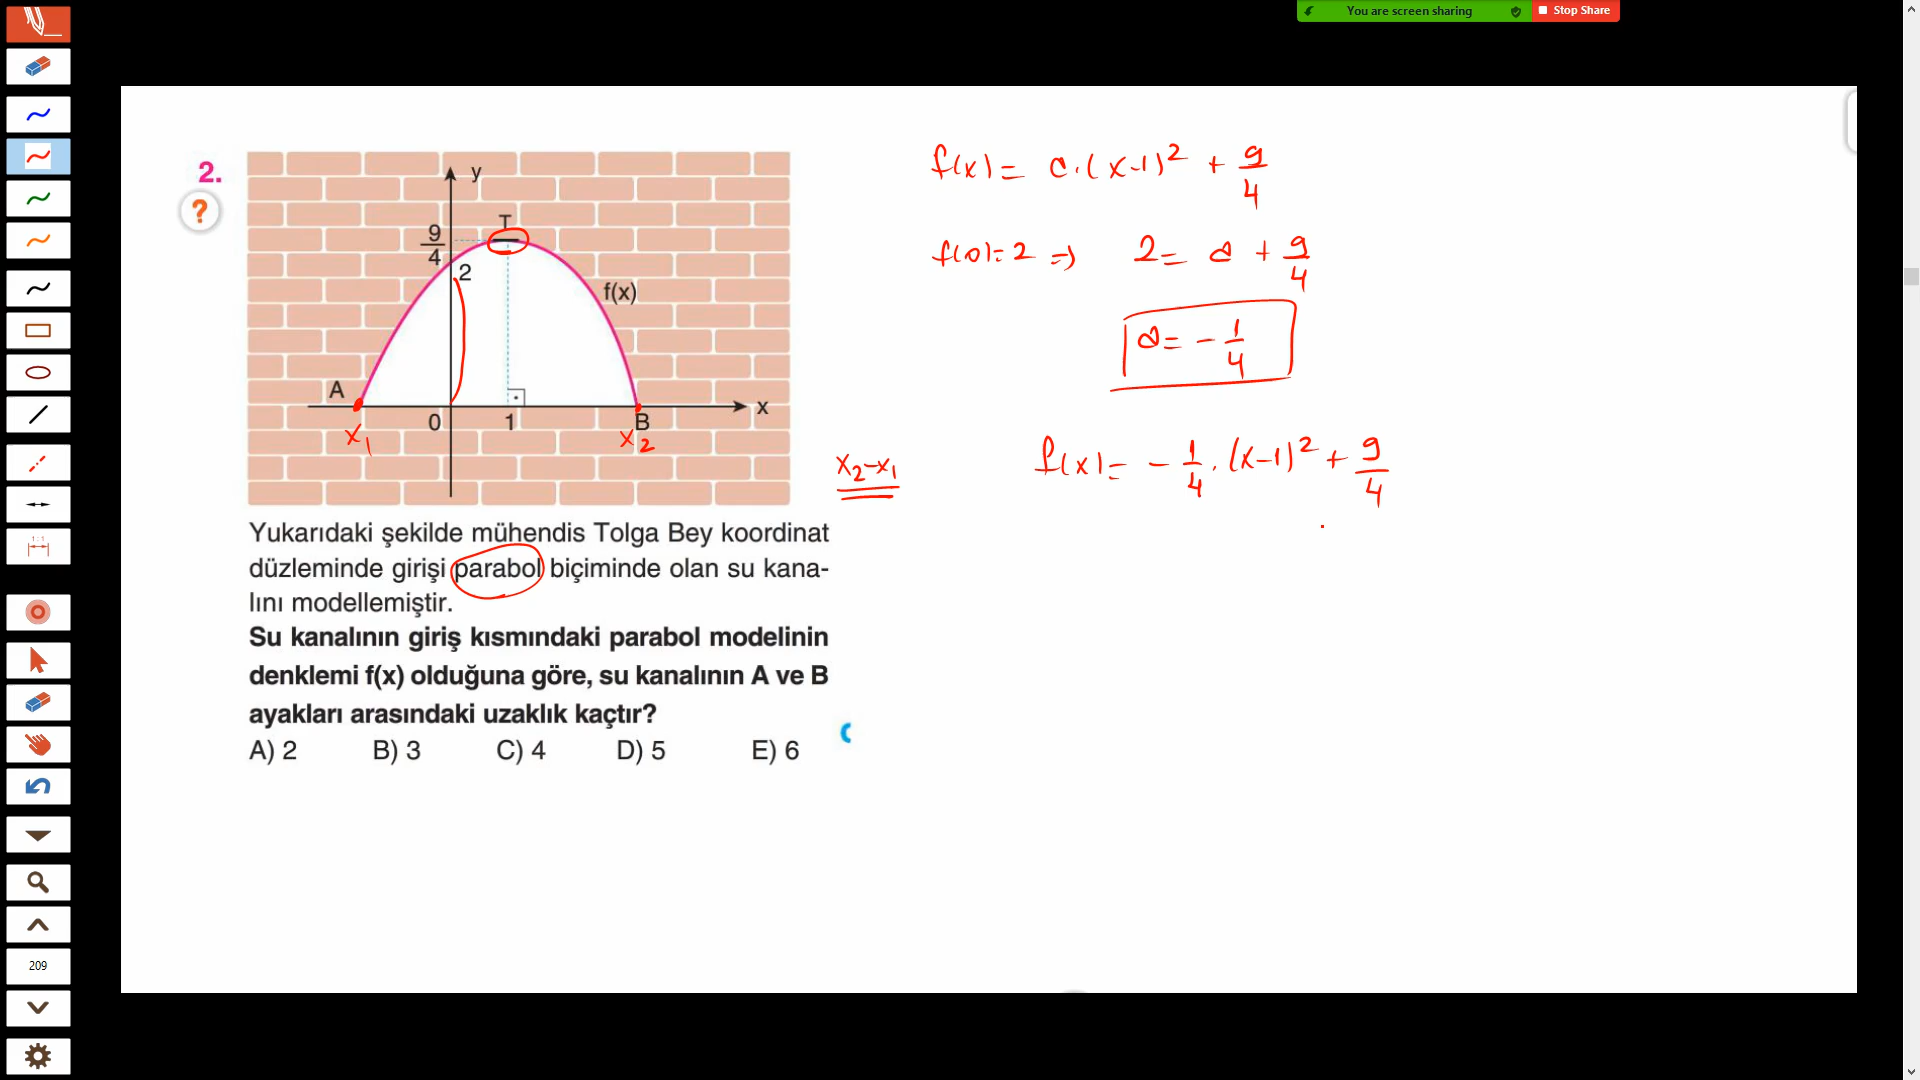 You are screen sharing
Stop Share
2.
?
y
T
9/4
2
f(x)
A
0
1
B
x
x₁
x₂
Yukarıdaki şekilde mühendis Tolga Bey koordinat
düzleminde girişi parabol biçiminde olan su kana-
lını modellemiştir.
Su kanalının giriş kısmındaki parabol modelinin
denklemi f(x) olduğuna göre, su kanalının A ve B
ayakları arasındaki uzaklık kaçtır?
A) 2 B) 3 C) 4 D) 5 E) 6
x₂-x₁
f(x) = a.(x-1)² + 9/4
f(0)=2 => 2 = a + 9/4
a = -1/4
f(x) = -1/4.(x-1)² + 9/4
1:1
209